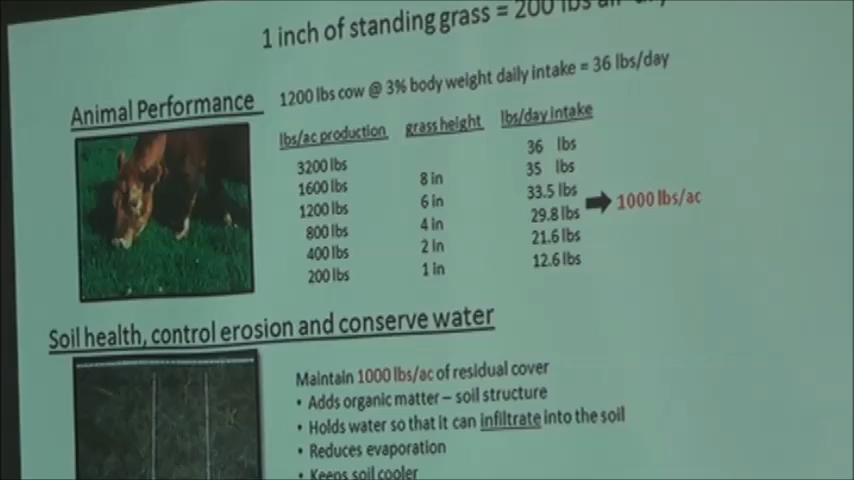 1 inch of standing grass = 200 lbs
Animal Performance
1200 lbs cow @ 3% body weight daily intake = 36 lbs/day
lbs/ac production grass height lbs/day intake
3200 lbs 36 lbs
1600 lbs 8 in 35 lbs
1200 lbs 6 in 33.5 lbs
800 lbs 4 in 29.8 lbs
400 lbs 2 in 21.6 lbs
200 lbs 1 in 12.6 lbs
1000 lbs/ac
Soil health, control erosion and conserve water
Maintain 1000 lbs/ac of residual cover
• Adds organic matter – soil structure
• Holds water so that it can infiltrate into the soil
• Reduces evaporation
• Keeps soil cooler